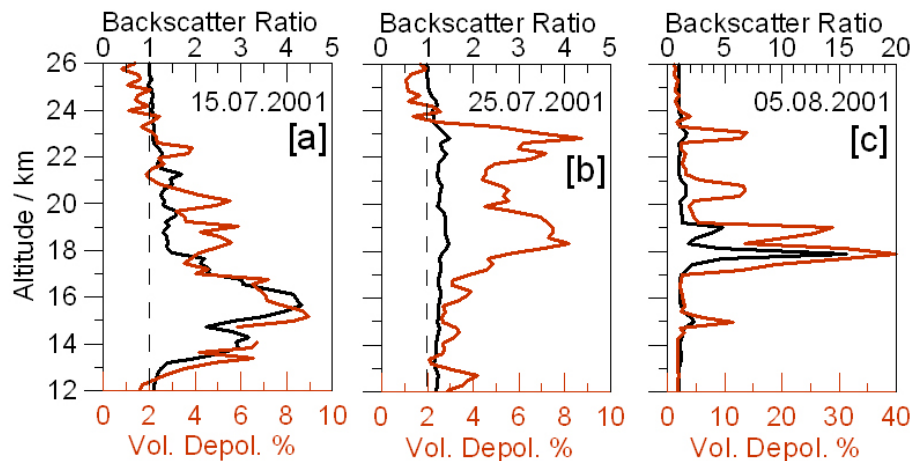 Backscatter Ratio Backscatter Ratio Backscatter Ratio
0 1 2 3 4 5 0 1 2 3 4 5 0 5 10 15 20
26
24
22
20
18
16
14
12
Altitude / km
15.07.2001 25.07.2001 05.08.2001
[a] [b] [c]
0 2 4 6 8 10 0 2 4 6 8 10 0 10 20 30 40
Vol. Depol. % Vol. Depol. % Vol. Depol. %